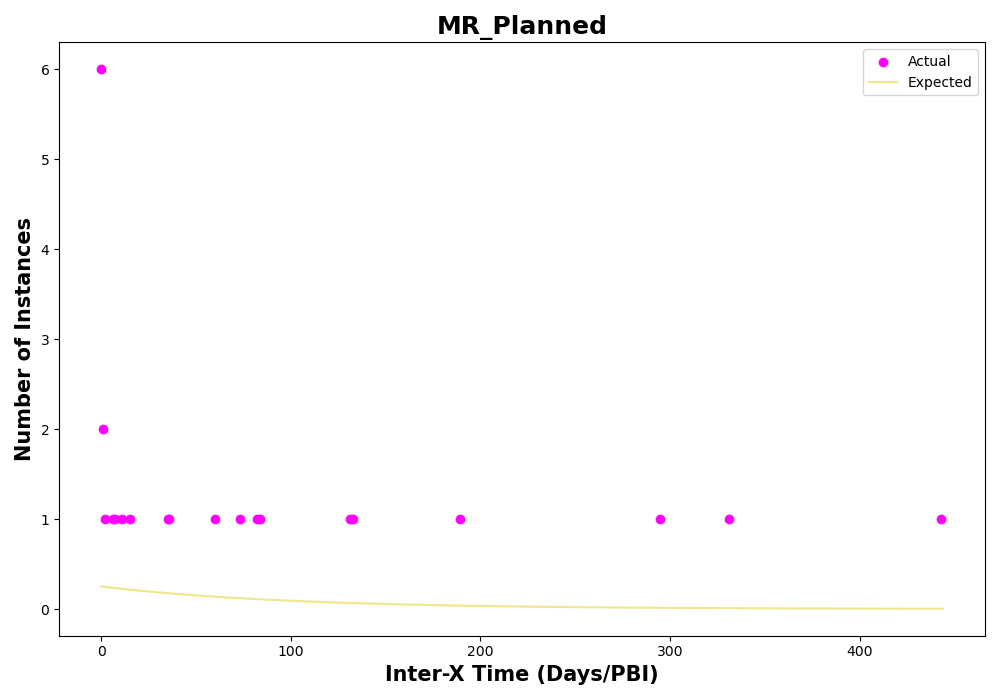 MR_Planned
Actual
Expected
6
5
4
3
2
1
0
Number of Instances
0 100 200 300 400
Inter-X Time (Days/PBI)